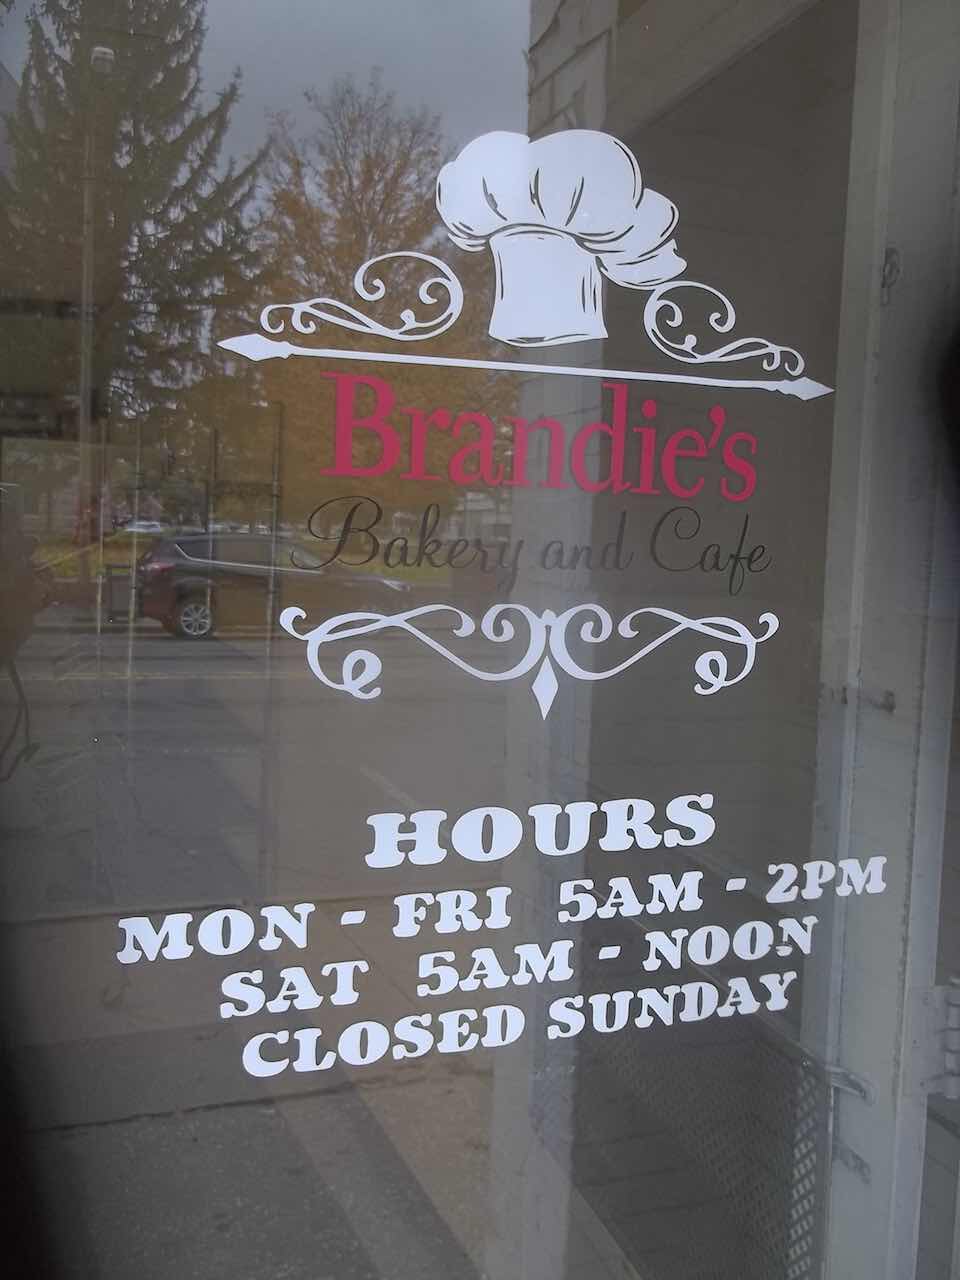 Brandie's
Bakery and Cafe
HOURS
MON - FRI 5AM - 2PM
SAT 5AM - NOON
CLOSED SUNDAY